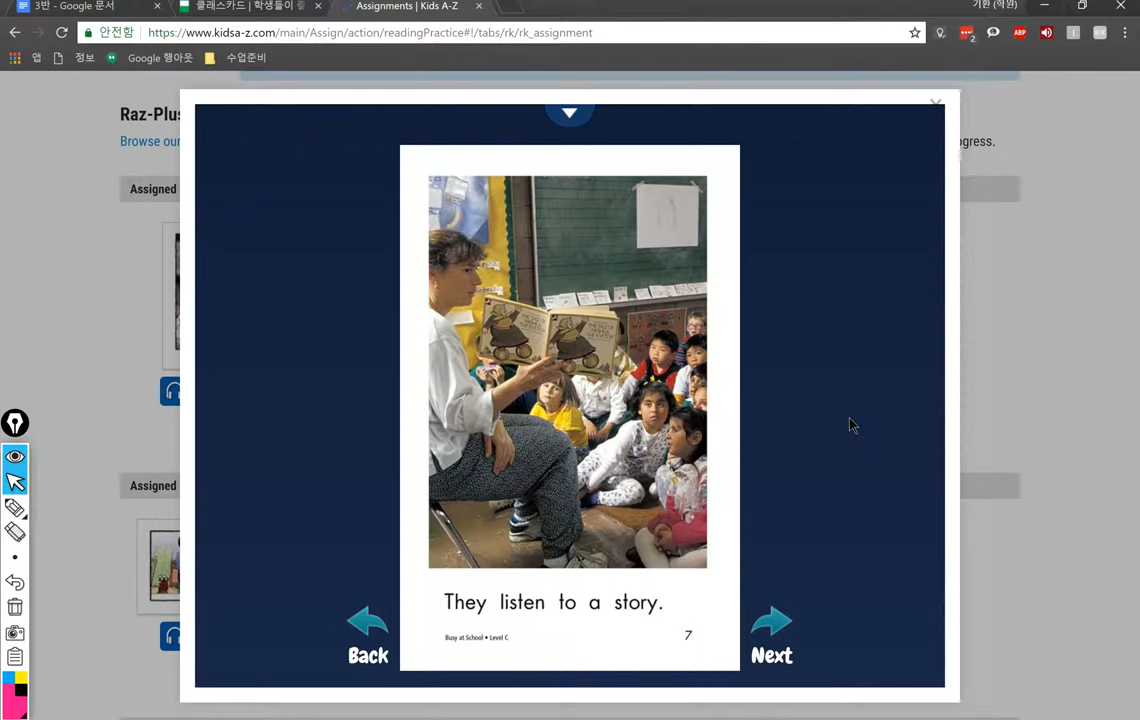 3반 - Google 문서
클래스카드 | 학생들이 줄
Assignments | Kids A-Z
기환 (학원)
안전함
https://www.kidsa-z.com/main/Assign/action/readingPractice#!/tabs/rk/rk_assignment
2
ABP
앱
정보
Google 행아웃
수업준비
Raz-Plus
Browse our
ogress.
Assigned
They listen to a story.
Busy at School • Level C
7
Back
Next
Assigned